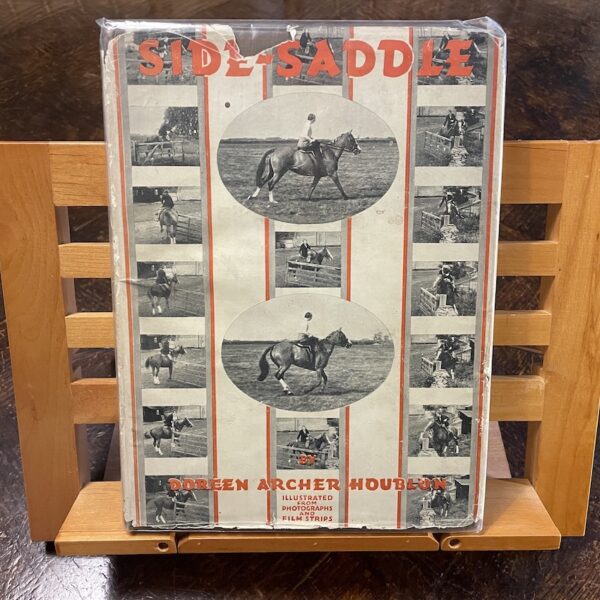 SIDE-SADDLE
BY
DOREEN ARCHER HOUBLON
ILLUSTRATED
FROM
PHOTOGRAPHS
AND
FILM STRIPS